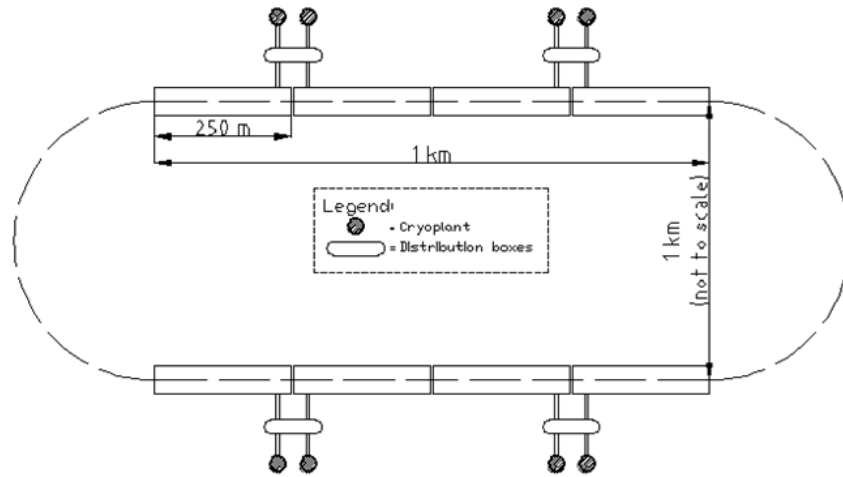 250 m
1 km
Legend:
- Cryoplant
= Distribution boxes
1 km
(not to scale)